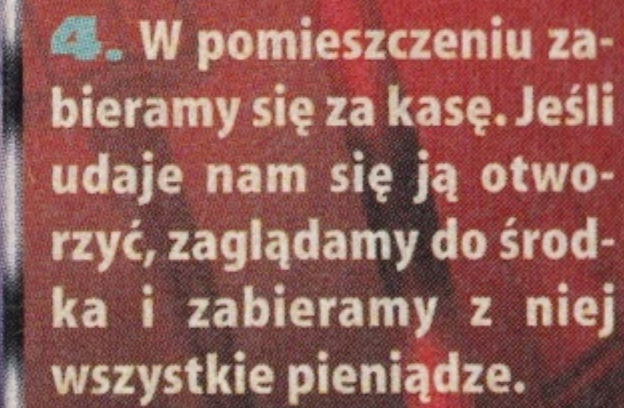 4. W pomieszczeniu za-
bieramy się za kasę. Jeśli
udaje nam się ją otwo-
rzyć, zaglądamy do środ-
ka i zabieramy z niej
wszystkie pieniądze.